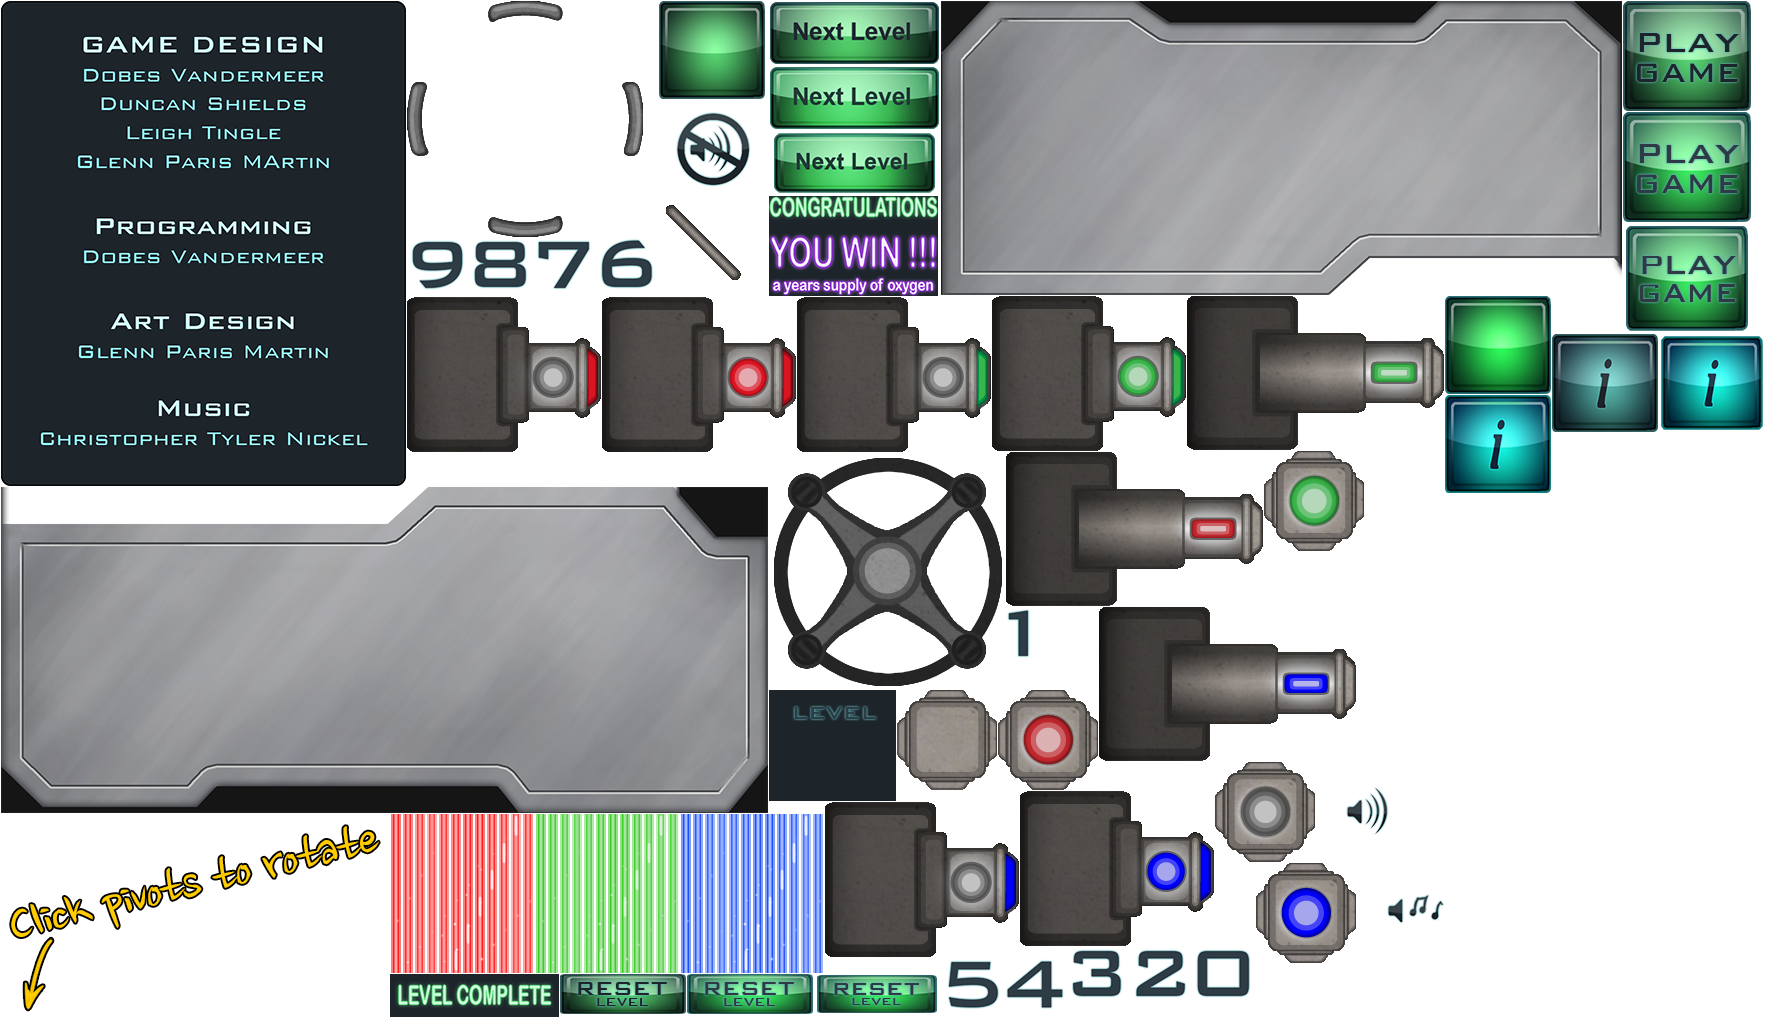 GAME DESIGN
DOBES VANDERMEER
DUNCAN SHIELDS
LEIGH TINGLE
GLENN PARIS MARTIN
PROGRAMMING
DOBES VANDERMEER
ART DESIGN
GLENN PARIS MARTIN
MUSIC
CHRISTOPHER TYLER NICKEL
9876
Next Level
Next Level
Next Level
CONGRATULATIONS
YOU WIN !!!
a years supply of oxygen
PLAY
GAME
PLAY
GAME
PLAY
GAME
i
i
i
1
LEVEL
Click pivots to rotate
LEVEL COMPLETE
RESET
LEVEL
RESET
LEVEL
RESET
LEVEL
54320